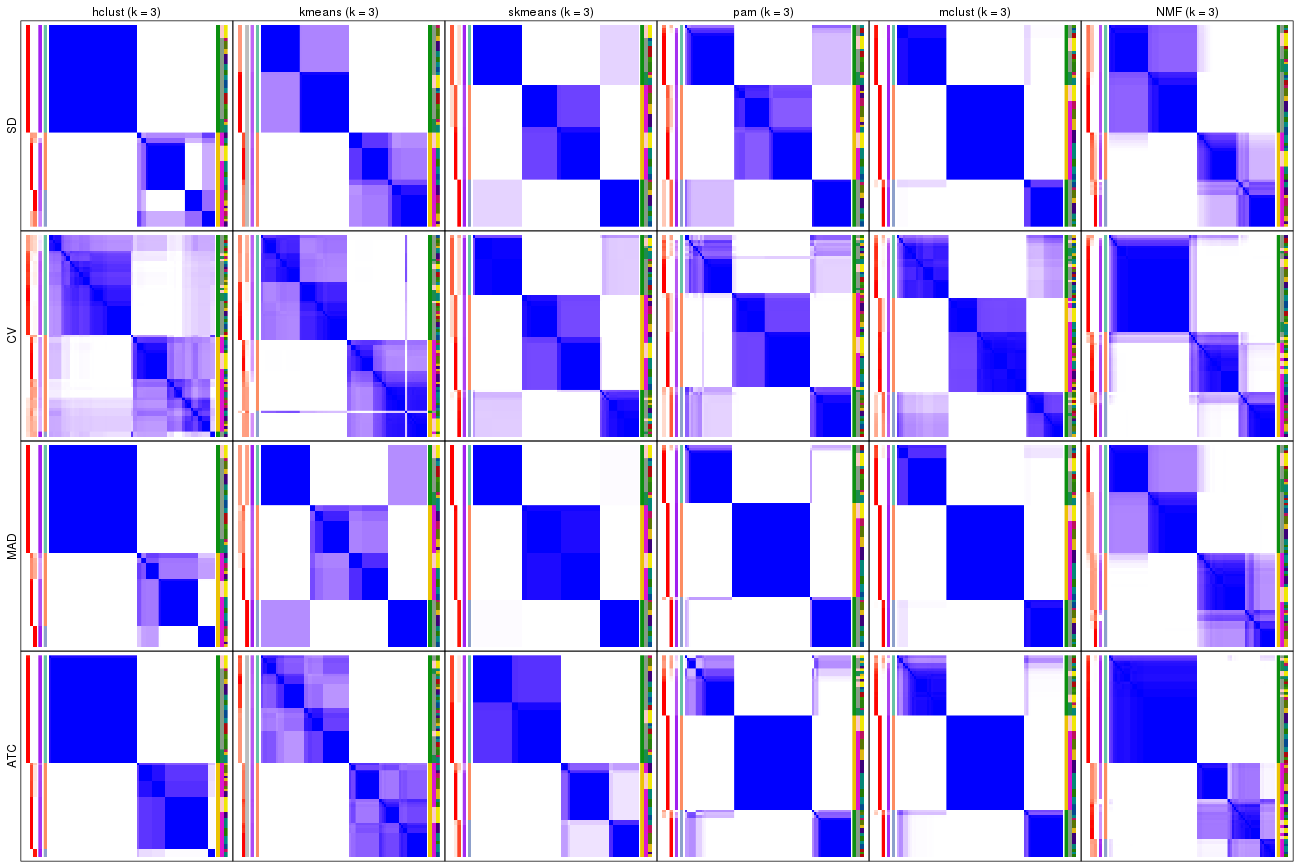 hclust (k = 3) kmeans (k = 3) skmeans (k = 3) pam (k = 3) mclust (k = 3) NMF (k = 3)
SD
CV
MAD
ATC